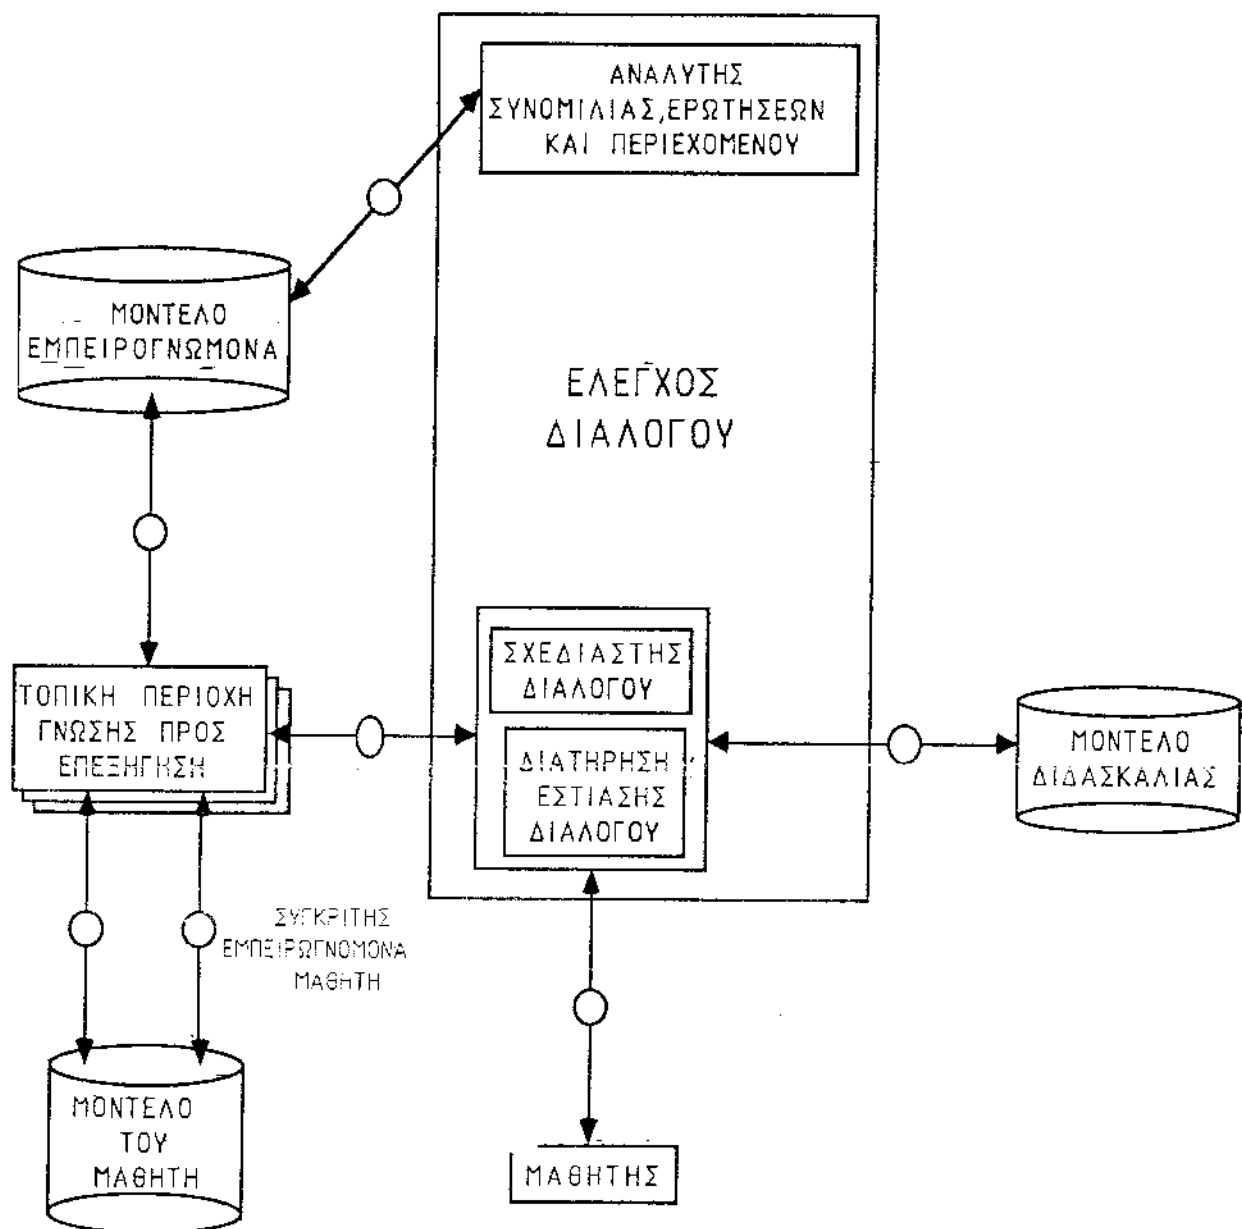 ΑΝΑΛΥΤΗΣ
ΣΥΝΟΜΙΛΙΑΣ,ΕΡΩΤΗΣΕΩΝ
ΚΑΙ ΠΕΡΙΕΧΟΜΕΝΟΥ
ΜΟΝΤΕΛΟ
ΕΜΠΕΙΡΟΓΝΩΜΟΝΑ
ΕΛΕΓΧΟΣ
ΔΙΑΛΟΓΟΥ
ΣΧΕΔΙΑΣΤΗΣ
ΔΙΑΛΟΓΟΥ
ΤΟΠΙΚΗ ΠΕΡΙΟΧΗ
ΓΝΩΣΗΣ ΠΡΟΣ
ΕΠΕΞΗΓΗΣΗ
ΔΙΑΤΗΡΗΣΗ
ΕΣΤΙΑΣΗΣ
ΔΙΑΛΟΓΟΥ
ΜΟΝΤΕΛΟ
ΔΙΔΑΣΚΑΛΙΑΣ
ΣΥΓΚΡΙΤΗΣ
ΕΜΠΕΙΡΩΓΝΟΜΟΝΑ
ΜΑΘΗΤΗ
ΜΟΝΤΕΛΟ
ΤΟΥ
ΜΑΘΗΤΗ
ΜΑΘΗΤΗΣ